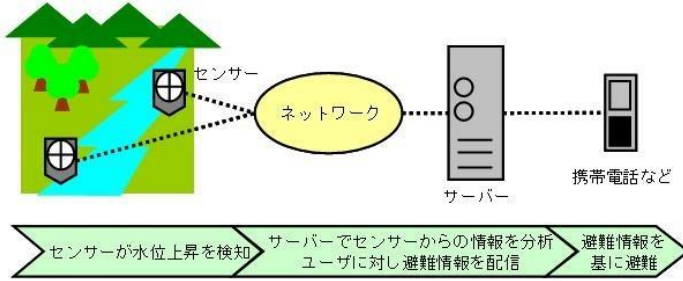 センサー
ネットワーク
サーバー
携帯電話など
センサーが水位上昇を検知
サーバーでセンサーからの情報を分析
ユーザに対し避難情報を配信
避難情報を
基に避難